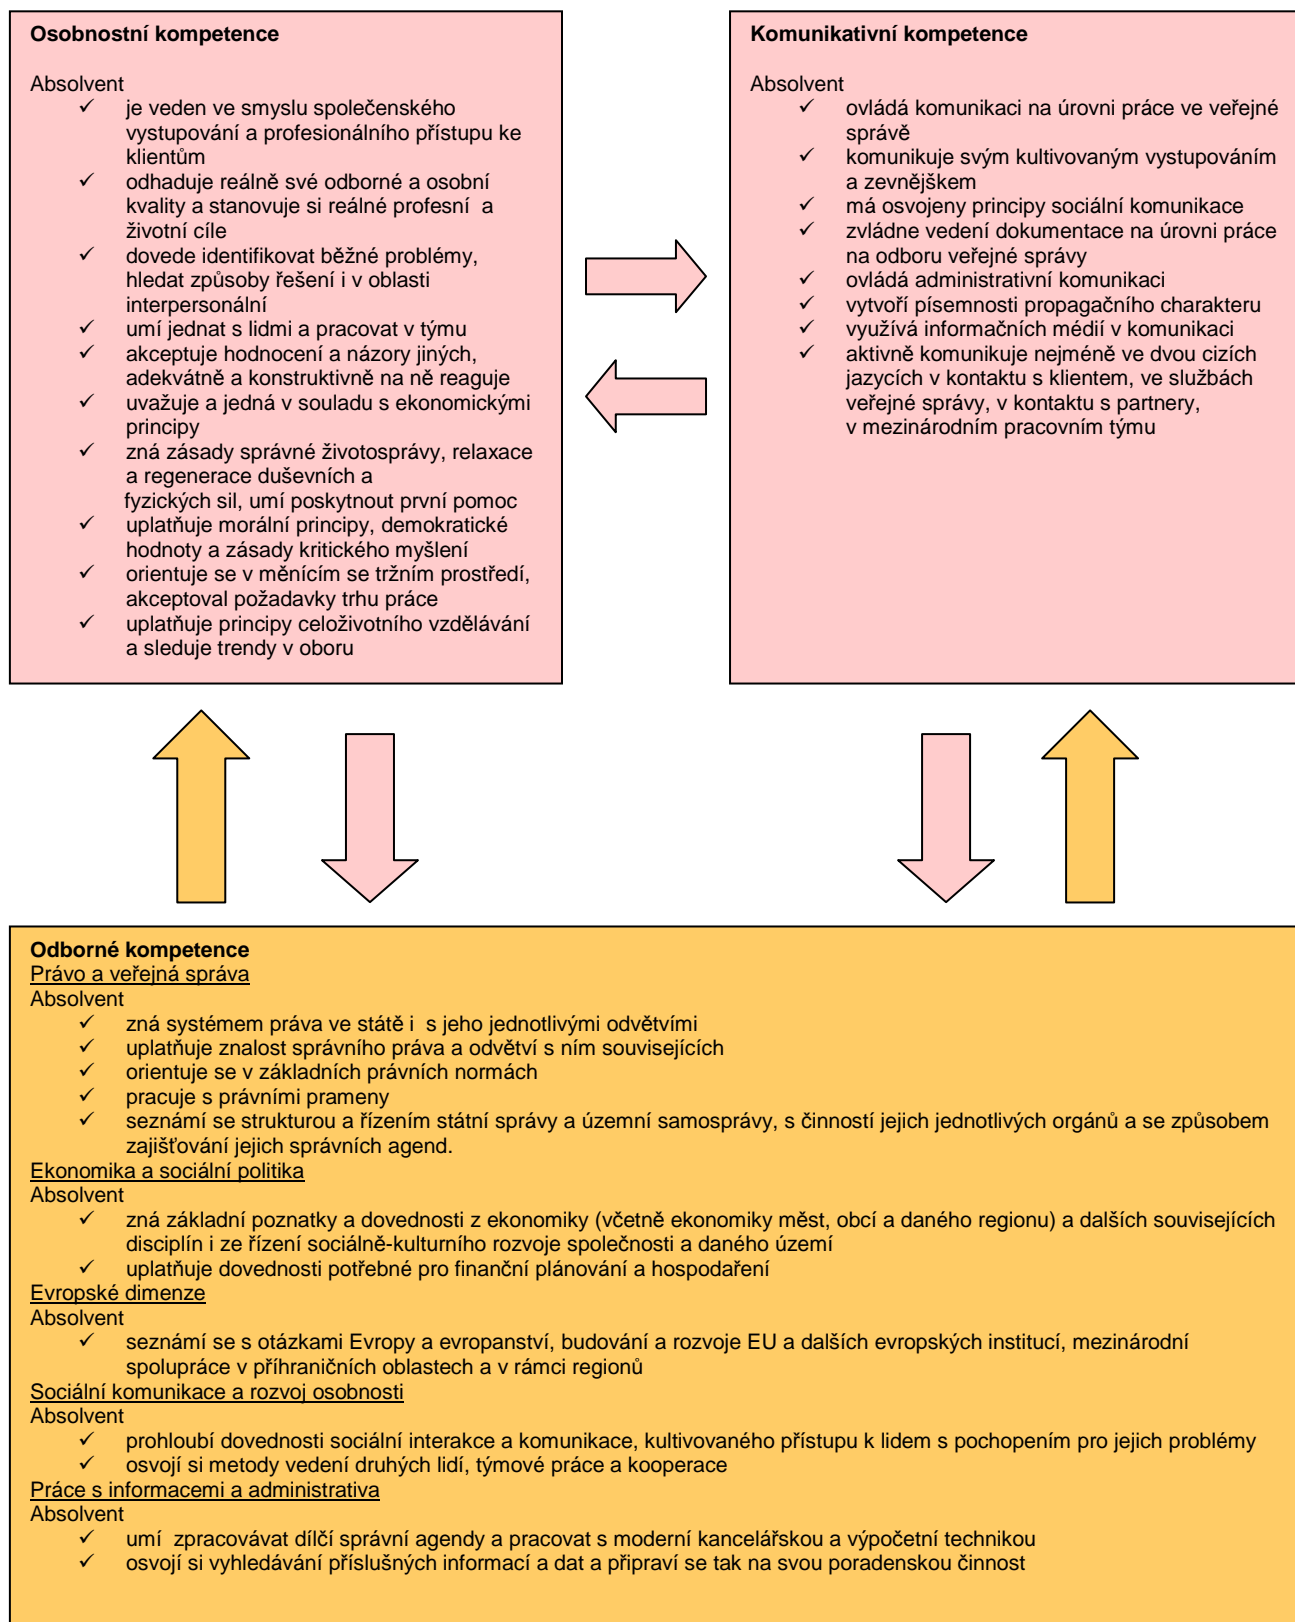 Osobnostní kompetence
Absolvent
✓ je veden ve smyslu společenského
vystupování a profesionálního přístupu ke
klientům
✓ odhaduje reálně své odborné a osobní
kvality a stanovuje si reálné profesní a
životní cíle
✓ dovede identifikovat běžné problémy,
hledat způsoby řešení i v oblasti
interpersonální
✓ umí jednat s lidmi a pracovat v týmu
✓ akceptuje hodnocení a názory jiných,
adekvátně a konstruktivně na ně reaguje
✓ uvažuje a jedná v souladu s ekonomickými
principy
✓ zná zásady správné životosprávy, relaxace
a regenerace duševních a
fyzických sil, umí poskytnout první pomoc
✓ uplatňuje morální principy, demokratické
hodnoty a zásady kritického myšlení
✓ orientuje se v měnícím se tržním prostředí,
akceptoval požadavky trhu práce
✓ uplatňuje principy celoživotního vzdělávání
a sleduje trendy v oboru
Komunikativní kompetence
Absolvent
✓ ovládá komunikaci na úrovni práce ve veřejné
správě
✓ komunikuje svým kultivovaným vystupováním
a zevnějškem
✓ má osvojeny principy sociální komunikace
✓ zvládne vedení dokumentace na úrovni práce
na odboru veřejné správy
✓ ovládá administrativní komunikaci
✓ vytvoří písemnosti propagačního charakteru
✓ využívá informačních médií v komunikaci
✓ aktivně komunikuje nejméně ve dvou cizích
jazycích v kontaktu s klientem, ve službách
veřejné správy, v kontaktu s partnery,
v mezinárodním pracovním týmu
Odborné kompetence
Právo a veřejná správa
Absolvent
✓ zná systémem práva ve státě i s jeho jednotlivými odvětvími
✓ uplatňuje znalost správního práva a odvětví s ním souvisejících
✓ orientuje se v základních právních normách
✓ pracuje s právními prameny
✓ seznámí se strukturou a řízením státní správy a územní samosprávy, s činností jejich jednotlivých orgánů a se způsobem
zajišťování jejich správních agend.
Ekonomika a sociální politika
Absolvent
✓ zná základní poznatky a dovednosti z ekonomiky (včetně ekonomiky měst, obcí a daného regionu) a dalších souvisejících
disciplín i ze řízení sociálně-kulturního rozvoje společnosti a daného území
✓ uplatňuje dovednosti potřebné pro finanční plánování a hospodaření
Evropské dimenze
Absolvent
✓ seznámí se s otázkami Evropy a evropanství, budování a rozvoje EU a dalších evropských institucí, mezinárodní
spolupráce v příhraničních oblastech a v rámci regionů
Sociální komunikace a rozvoj osobnosti
Absolvent
✓ prohloubí dovednosti sociální interakce a komunikace, kultivovaného přístupu k lidem s pochopením pro jejich problémy
✓ osvojí si metody vedení druhých lidí, týmové práce a kooperace
Práce s informacemi a administrativa
Absolvent
✓ umí zpracovávat dílčí správní agendy a pracovat s moderní kancelářskou a výpočetní technikou
✓ osvojí si vyhledávání příslušných informací a dat a připraví se tak na svou poradenskou činnost